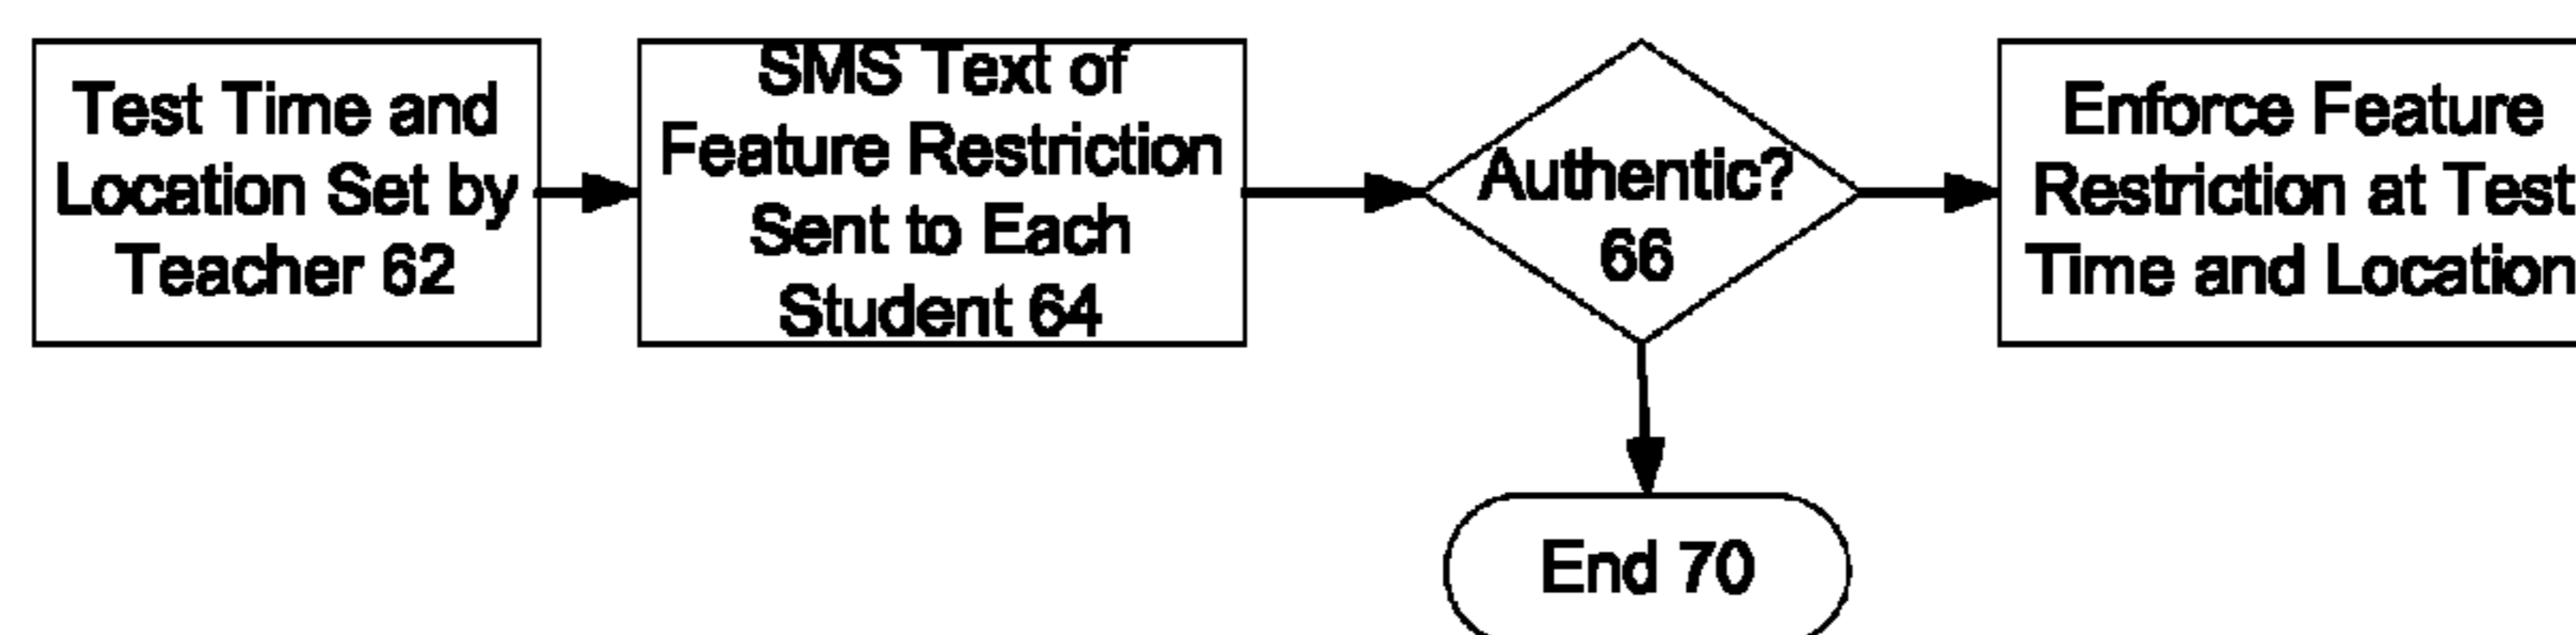 Test Time and
Location Set by
Teacher 62
SMS Text of
Feature Restriction
Sent to Each
Student 64
Authentic?
66
Enforce Feature
Restriction at Test
Time and Location
End 70